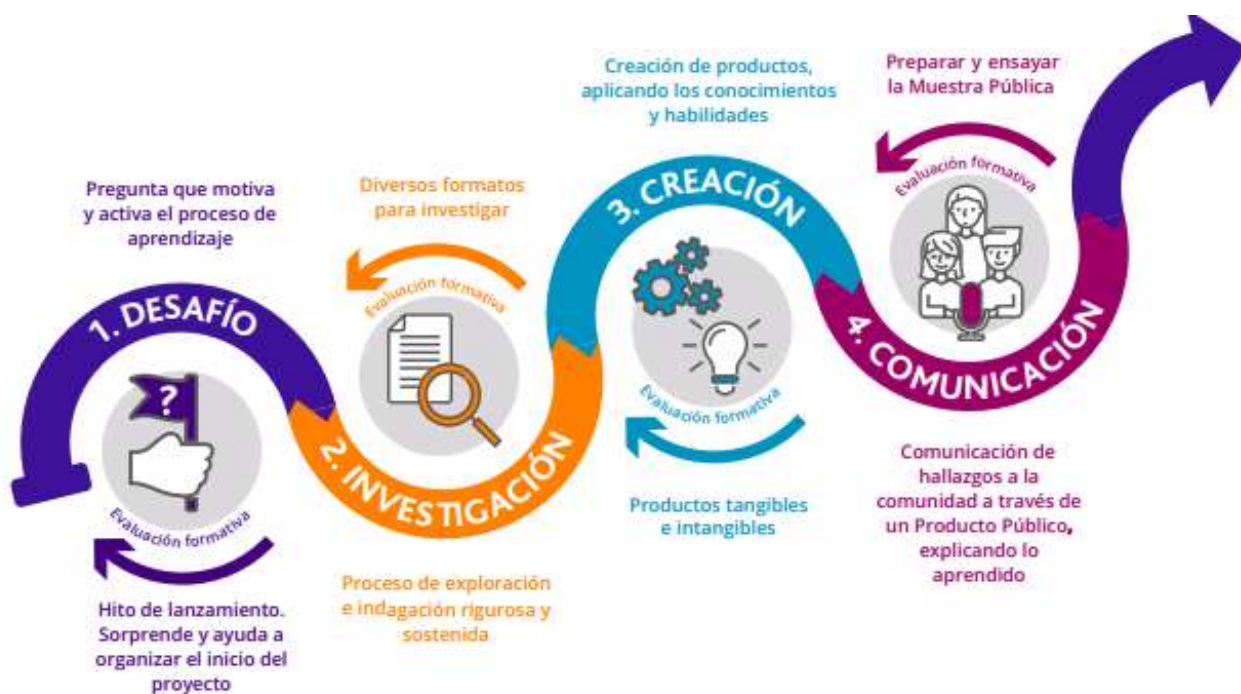 Pregunta que motiva
y activa el proceso de
aprendizaje
1. DESAFÍO
?
Evaluación formativa
Hito de lanzamiento.
Sorprende y ayuda a
organizar el inicio del
proyecto
Diversos formatos
para investigar
Evaluación formativa
2. INVESTIGACIÓN
Proceso de exploración
e indagación rigurosa y
sostenida
Creación de productos,
aplicando los conocimientos
y habilidades
3. CREACIÓN
Evaluación formativa
Productos tangibles
e intangibles
Preparar y ensayar
la Muestra Pública
Evaluación formativa
4. COMUNICACIÓN
Comunicación de
hallazgos a la
comunidad a través de
un Producto Público,
explicando lo
aprendido